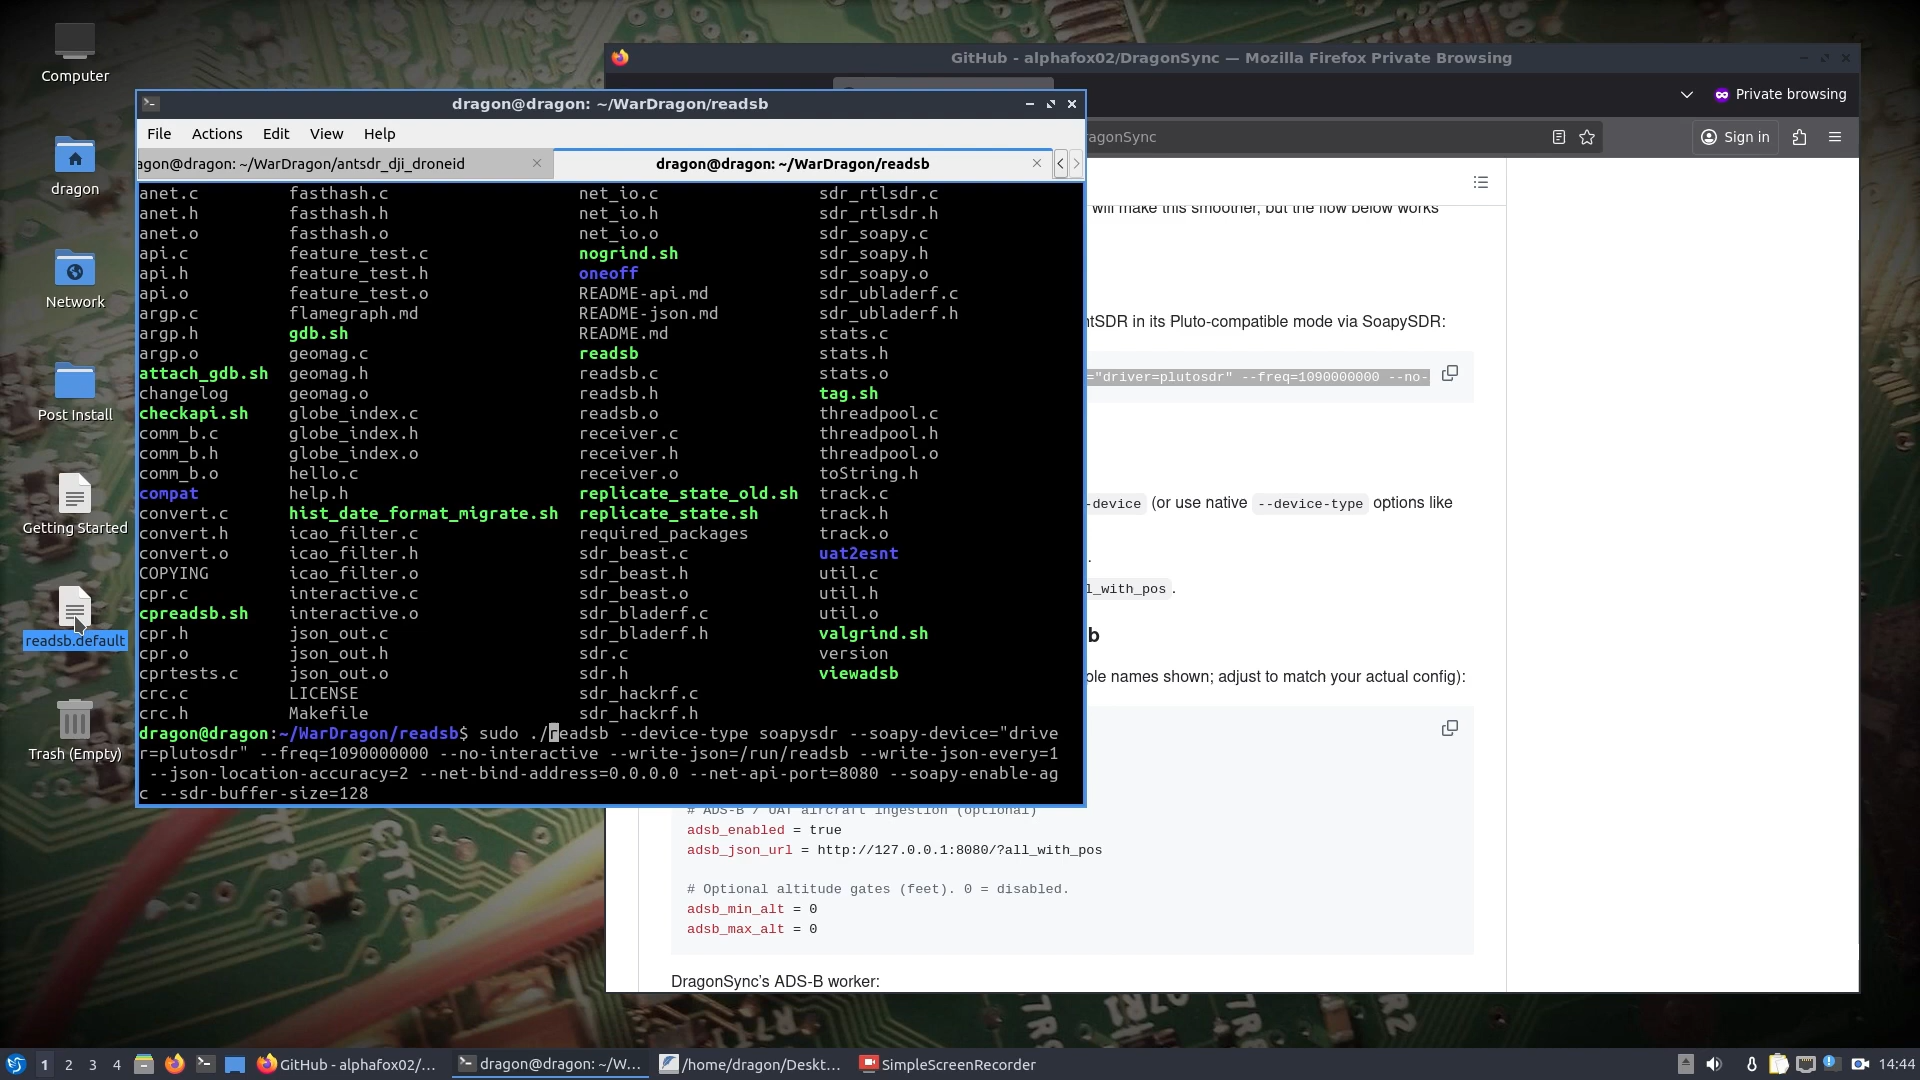 Computer
dragon
Network
Post Install
Getting Started
readsb.default
Trash (Empty)
GitHub - alphafox02/DragonSync — Mozilla Firefox Private Browsing
Private browsing
agonSync
Sign in
will make this smoother, but the flow below works
ntSDR in its Pluto-compatible mode via SoapySDR:
="driver=plutosdr" --freq=1090000000 --no-
-device (or use native --device-type options like
.
l_with_pos .
b
ble names shown; adjust to match your actual config):
# ADS-B / UAT aircraft ingestion (optional)
adsb_enabled = true
adsb_json_url = http://127.0.0.1:8080/?all_with_pos
# Optional altitude gates (feet). 0 = disabled.
adsb_min_alt = 0
adsb_max_alt = 0
DragonSync’s ADS-B worker:
dragon@dragon: ~/WarDragon/readsb
File Actions Edit View Help
agon@dragon: ~/WarDragon/antsdr_dji_droneid
dragon@dragon: ~/WarDragon/readsb
anet.c fasthash.c net_io.c sdr_rtlsdr.c
anet.h fasthash.h net_io.h sdr_rtlsdr.h
anet.o fasthash.o net_io.o sdr_soapy.c
api.c feature_test.c nogrind.sh sdr_soapy.h
api.h feature_test.h oneoff sdr_soapy.o
api.o feature_test.o README-api.md sdr_ubladerf.c
argp.c flamegraph.md README-json.md sdr_ubladerf.h
argp.h gdb.sh README.md stats.c
argp.o geomag.c readsb stats.h
attach_gdb.sh geomag.h readsb.c stats.o
changelog geomag.o readsb.h tag.sh
checkapi.sh globe_index.c readsb.o threadpool.c
comm_b.c globe_index.h receiver.c threadpool.h
comm_b.h globe_index.o receiver.h threadpool.o
comm_b.o hello.c receiver.o toString.h
compat help.h replicate_state_old.sh track.c
convert.c hist_date_format_migrate.sh replicate_state.sh track.h
convert.h icao_filter.c required_packages track.o
convert.o icao_filter.h sdr_beast.c uat2esnt
COPYING icao_filter.o sdr_beast.h util.c
cpr.c interactive.c sdr_beast.o util.h
cpreadsb.sh interactive.o sdr_bladerf.c util.o
cpr.h json_out.c sdr_bladerf.h valgrind.sh
cpr.o json_out.h sdr.c version
cprtests.c json_out.o sdr.h viewadsb
crc.c LICENSE sdr_hackrf.c
crc.h Makefile sdr_hackrf.h
dragon@dragon:~/WarDragon/readsb$ sudo ./readsb --device-type soapysdr --soapy-device="drive
r=plutosdr" --freq=1090000000 --no-interactive --write-json=/run/readsb --write-json-every=1
--json-location-accuracy=2 --net-bind-address=0.0.0.0 --net-api-port=8080 --soapy-enable-ag
c --sdr-buffer-size=128
1 2 3 4 GitHub - alphafox02/... dragon@dragon: ~/W... /home/dragon/Deskt... SimpleScreenRecorder 14:44